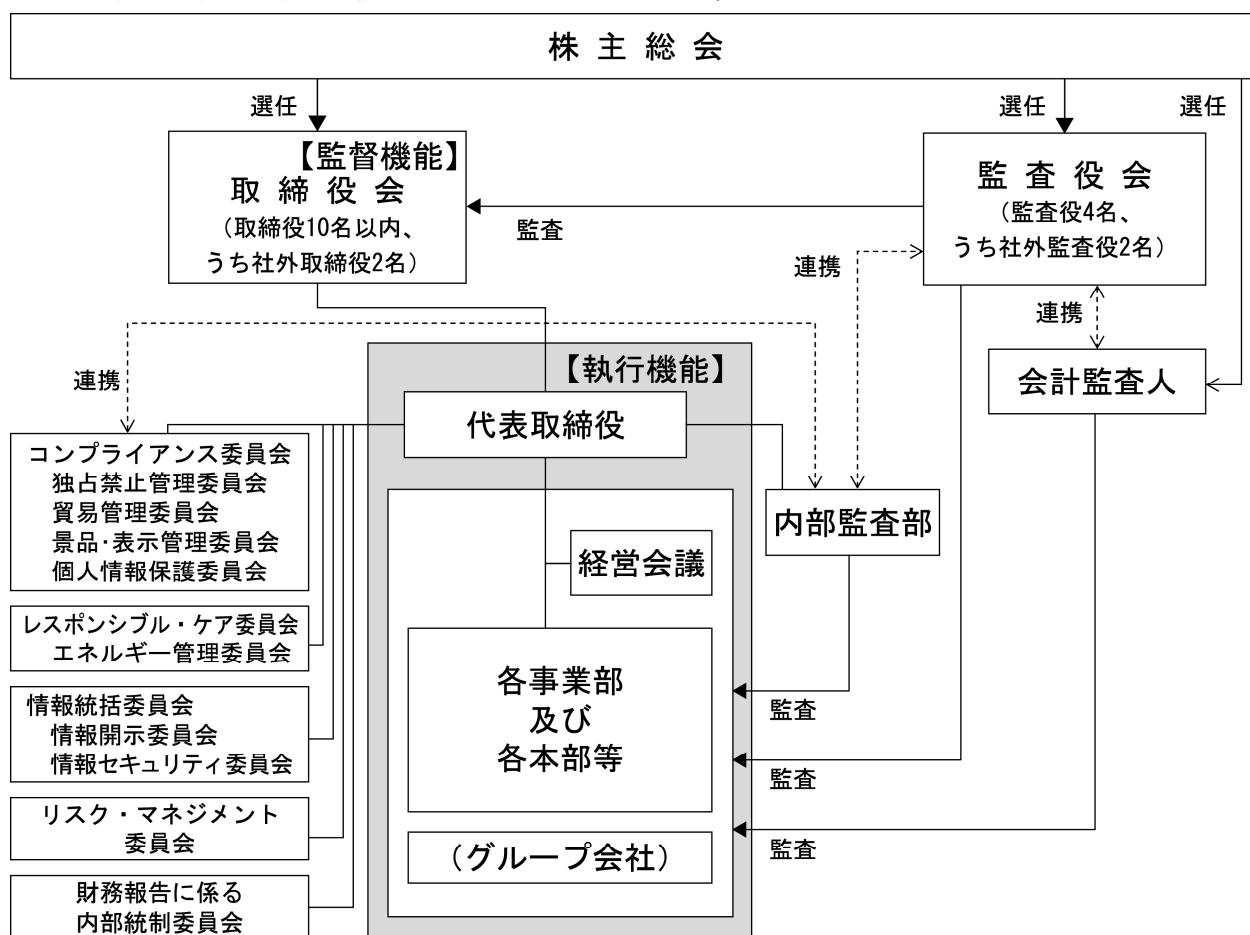 株主総会
選任
選任
選任
【監督機能】
取締役会
（取締役10名以内、
うち社外取締役2名）
監査役会
（監査役4名、
うち社外監査役2名）
監査
連携
連携
連携
会計監査人
【執行機能】
代表取締役
コンプライアンス委員会
独占禁止管理委員会
貿易管理委員会
景品・表示管理委員会
個人情報保護委員会
内部監査部
経営会議
レスポンシブル・ケア委員会
エネルギー管理委員会
各事業部
及び
各本部等
監査
情報統括委員会
情報開示委員会
情報セキュリティ委員会
監査
リスク・マネジメント
委員会
監査
（グループ会社）
財務報告に係る
内部統制委員会